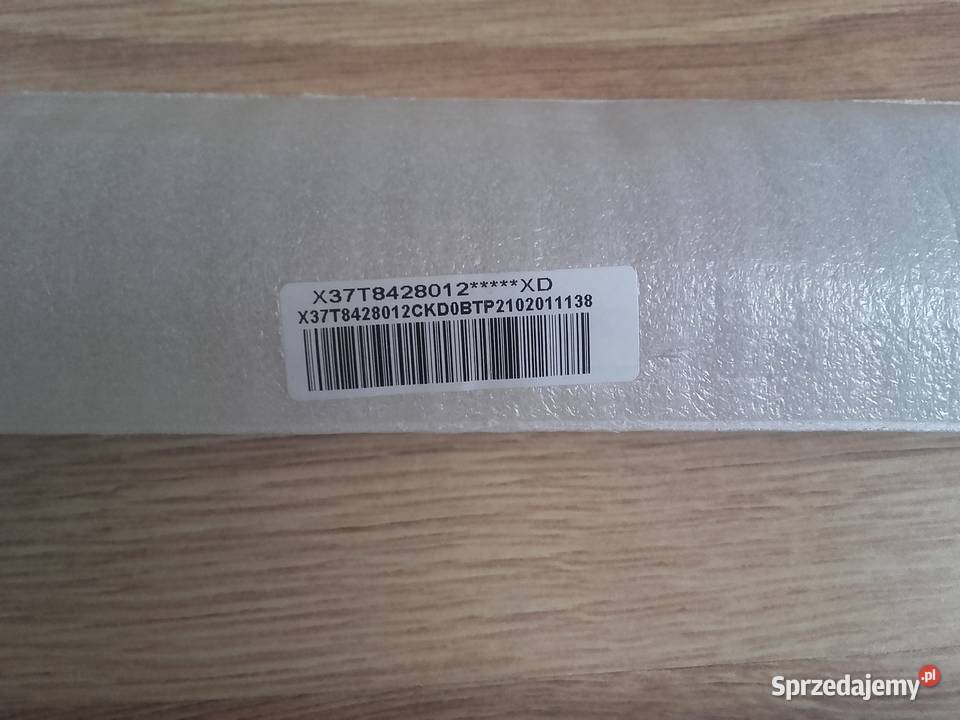 X37T8428012*****XD
X37T8428012CKD0BTP2102011138
Sprzedajemy.pl